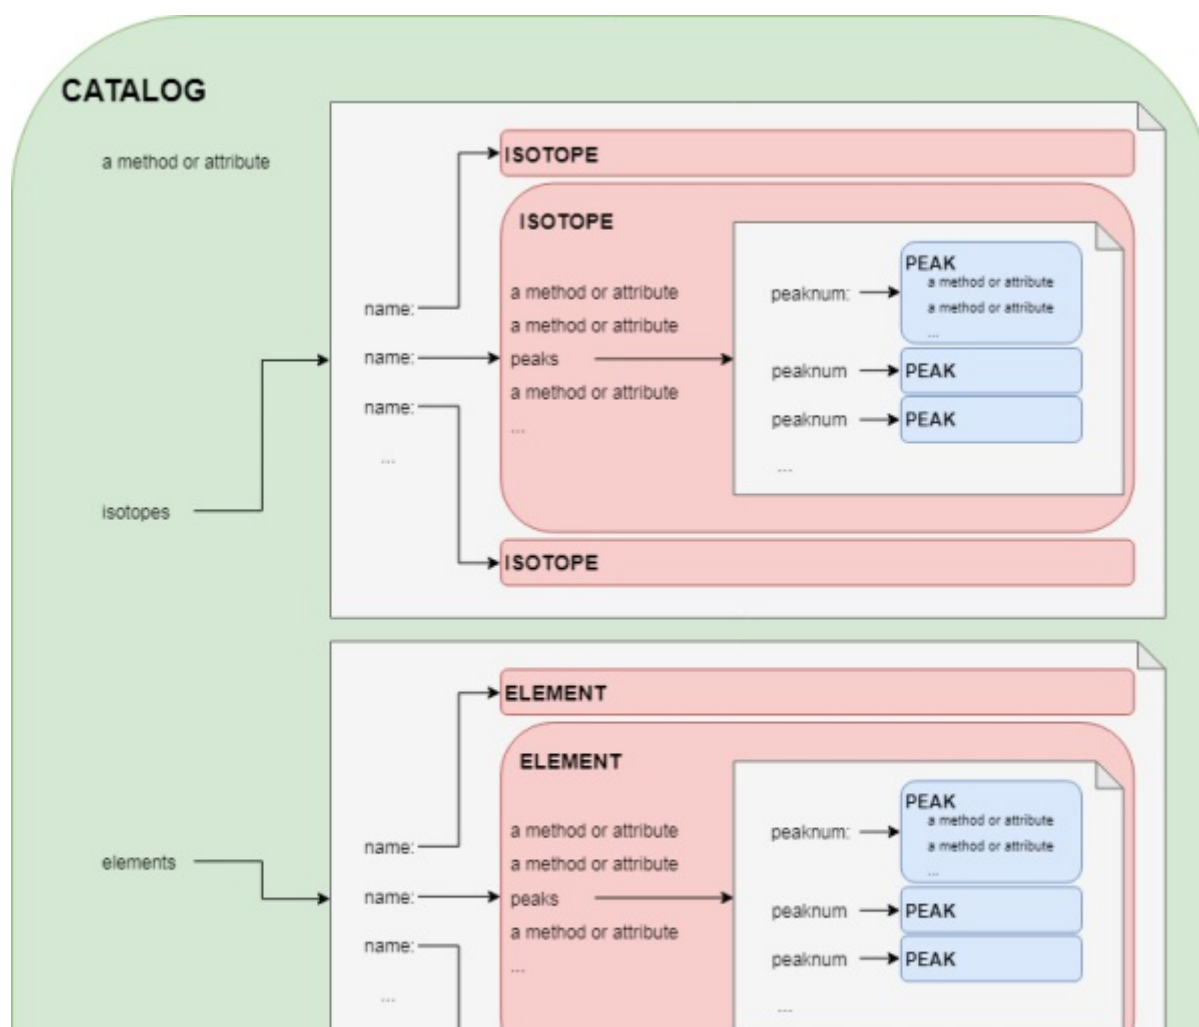 CATALOG
a method or attribute
isotopes
name:
name:
name:
...
ISOTOPE
ISOTOPE
a method or attribute
a method or attribute
peaks
a method or attribute
...
peaknum:
PEAK
a method or attribute
a method or attribute
...
peaknum
PEAK
peaknum
PEAK
...
ISOTOPE
elements
name:
name:
name:
...
ELEMENT
ELEMENT
a method or attribute
a method or attribute
peaks
a method or attribute
...
peaknum:
PEAK
a method or attribute
a method or attribute
...
peaknum
PEAK
peaknum
PEAK
...